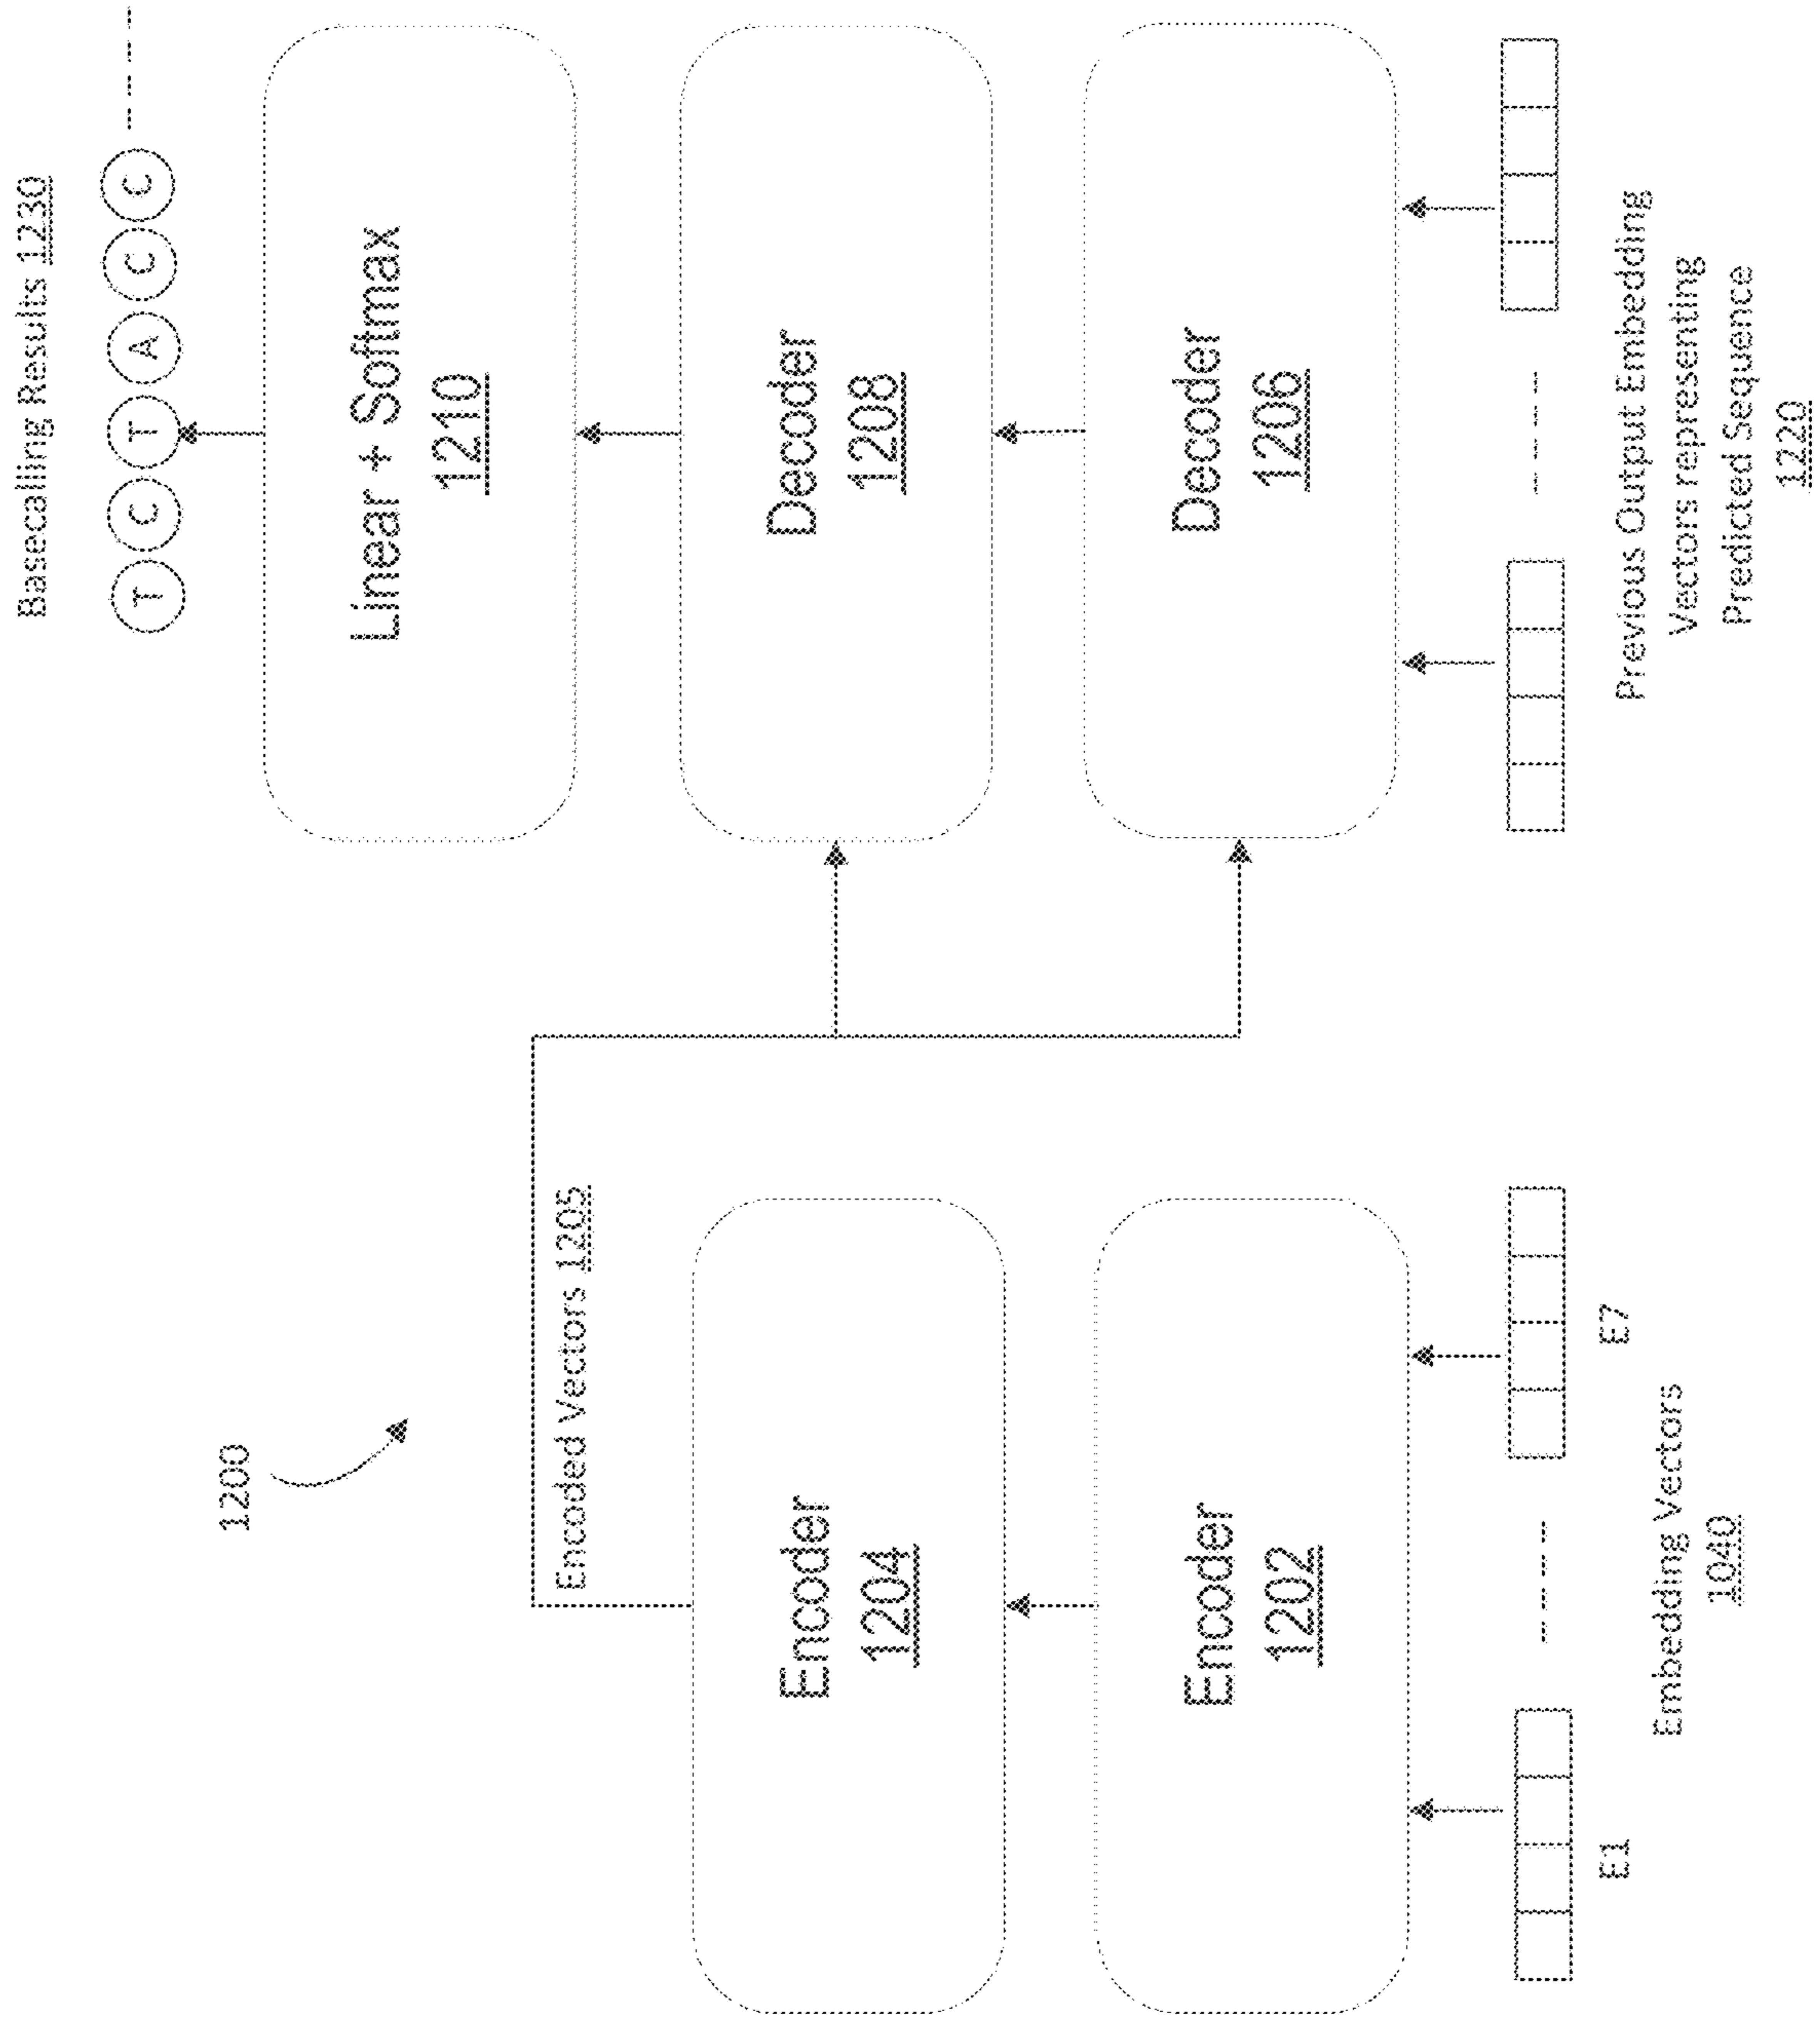 1200
Encoded Vectors 1205
Encoder
1204
Encoder
1202
E1
E7
Embedding Vectors
1040
Basecalling Results 1230
T C T A C C
Linear + Softmax
1210
Decoder
1208
Decoder
1206
Previous Output Embedding
Vectors representing
Predicted Sequence
1220